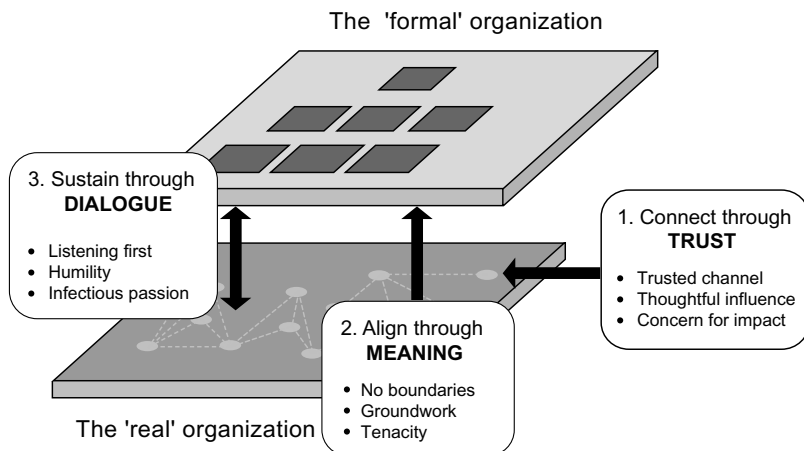 The 'formal' organization
3. Sustain through
DIALOGUE
• Listening first
• Humility
• Infectious passion
1. Connect through
TRUST
• Trusted channel
• Thoughtful influence
• Concern for impact
2. Align through
MEANING
• No boundaries
• Groundwork
• Tenacity
The 'real' organization